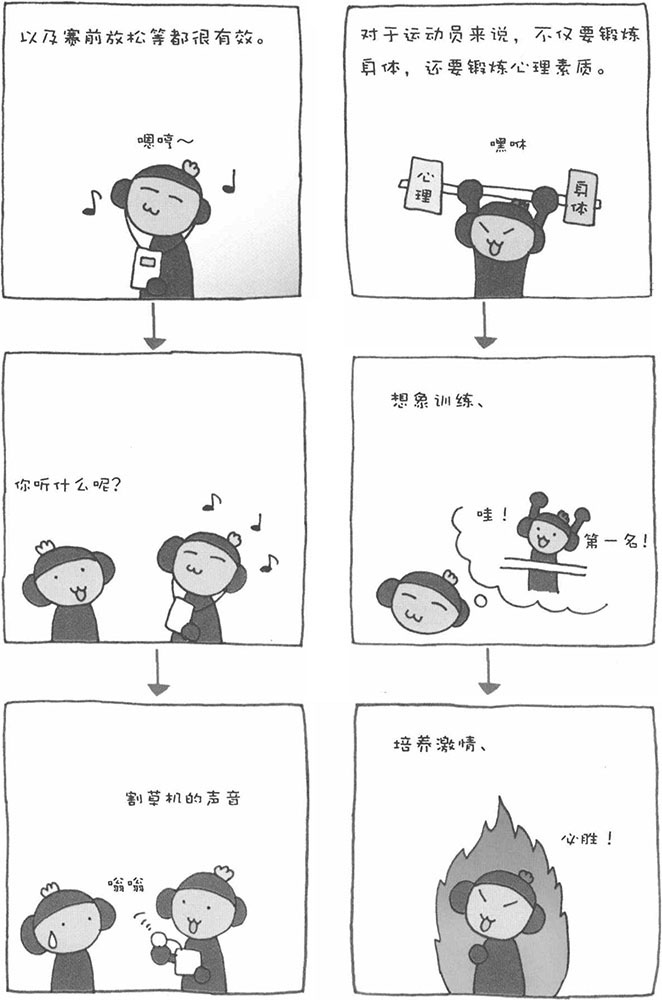 对于运动员来说，不仅要锻炼
身体，还要锻炼心理素质。
嘿咻
心理
身体
想象训练、
哇！
第一名！
培养激情、
必胜！
以及赛前放松等都很有效。
嗯哼～
你听什么呢？
割草机的声音
嗡嗡